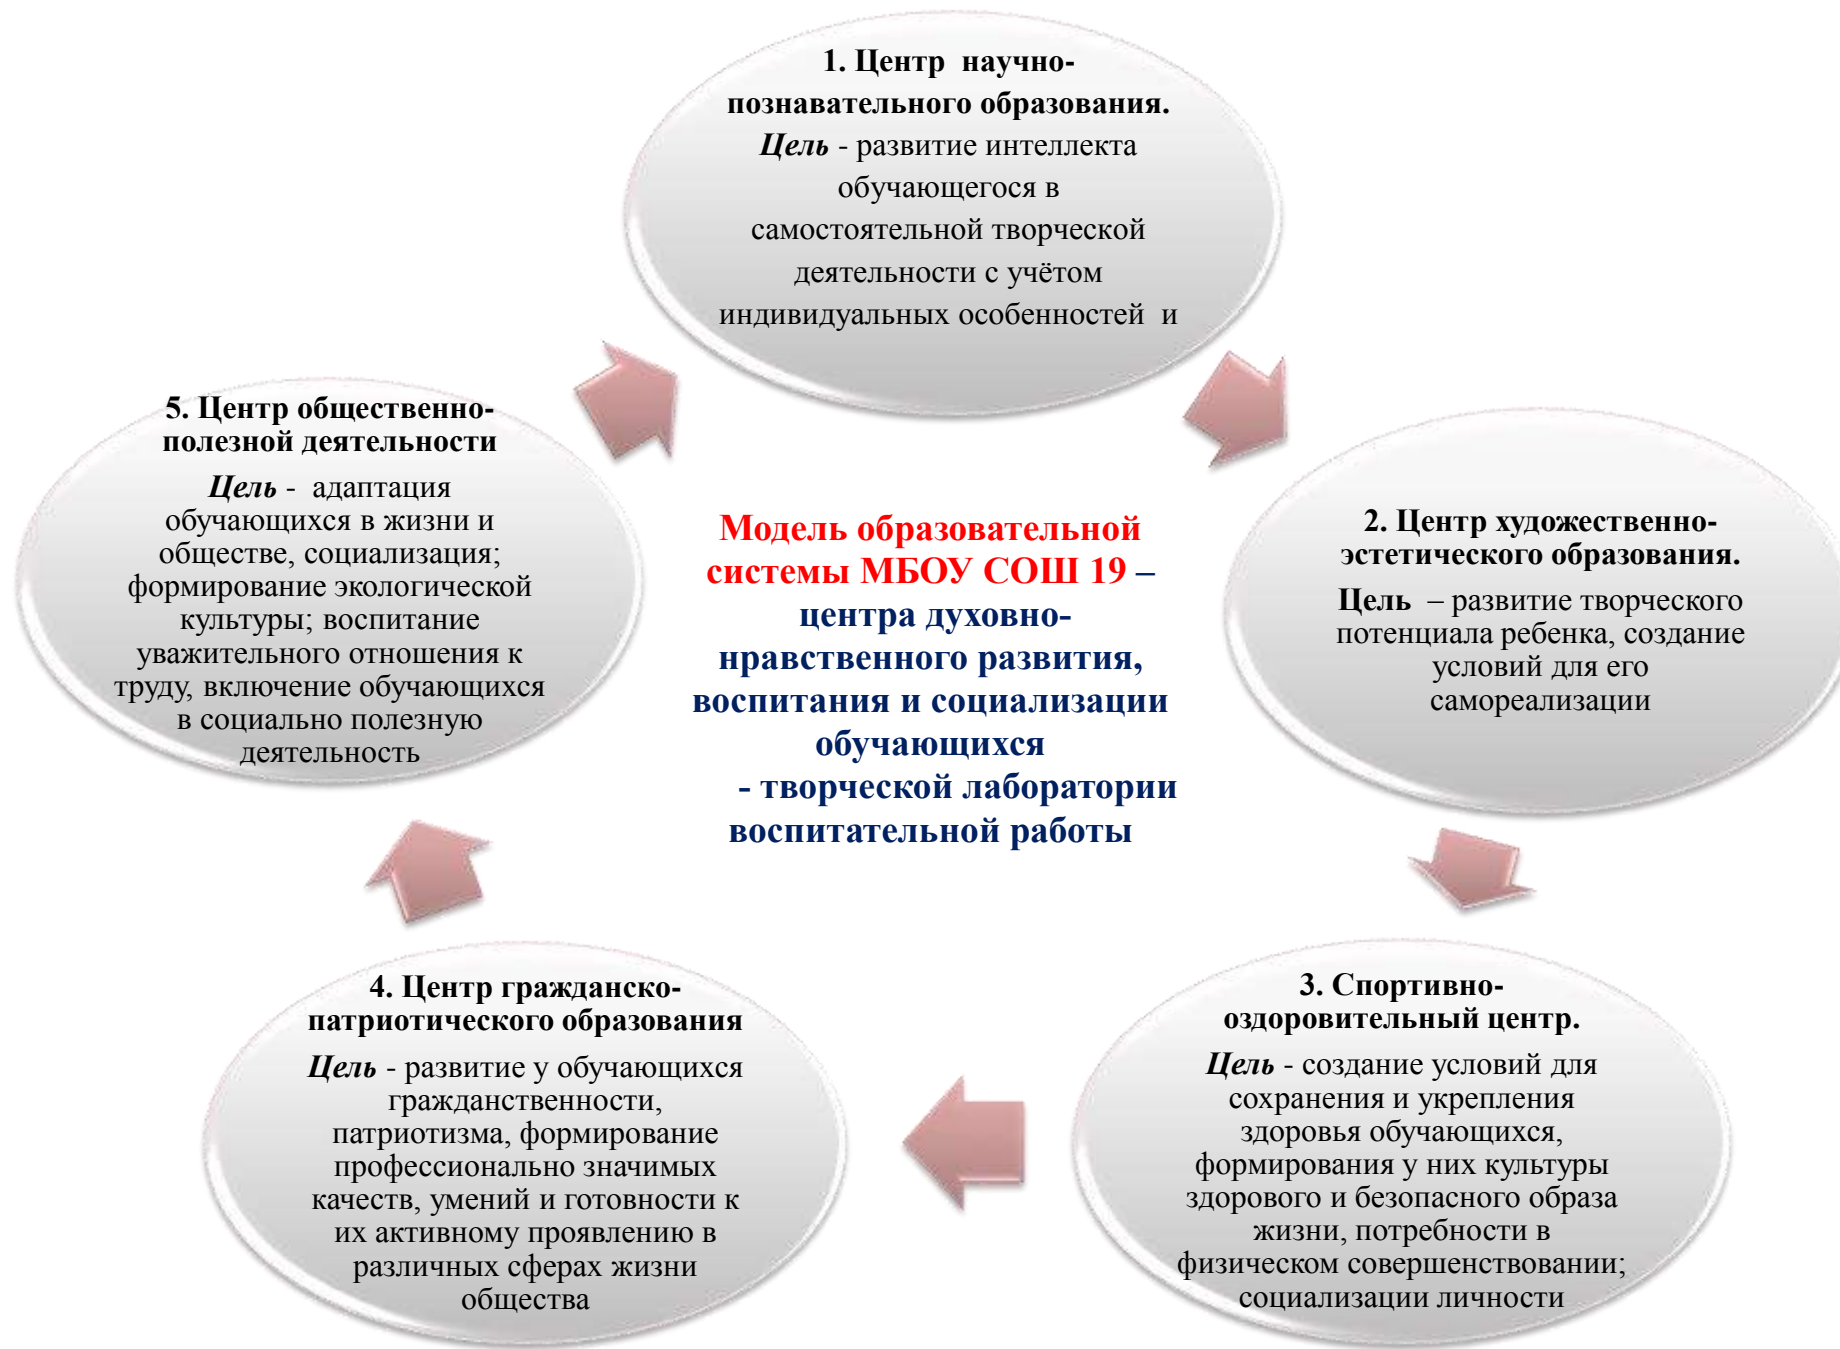 1. Центр научно-
познавательного образования.
Цель - развитие интеллекта
обучающегося в
самостоятельной творческой
деятельности с учётом
индивидуальных особенностей и
2. Центр художественно-
эстетического образования.
Цель – развитие творческого
потенциала ребенка, создание
условий для его
самореализации
3. Спортивно-
оздоровительный центр.
Цель - создание условий для
сохранения и укрепления
здоровья обучающихся,
формирования у них культуры
здорового и безопасного образа
жизни, потребности в
физическом совершенствовании;
социализации личности
4. Центр гражданско-
патриотического образования
Цель - развитие у обучающихся
гражданственности,
патриотизма, формирование
профессионально значимых
качеств, умений и готовности к
их активному проявлению в
различных сферах жизни
общества
5. Центр общественно-
полезной деятельности
Цель - адаптация
обучающихся в жизни и
обществе, социализация;
формирование экологической
культуры; воспитание
уважительного отношения к
труду, включение обучающихся
в социально полезную
деятельность
Модель образовательной
системы МБОУ СОШ 19 –
центра духовно-
нравственного развития,
воспитания и социализации
обучающихся
- творческой лаборатории
воспитательной работы